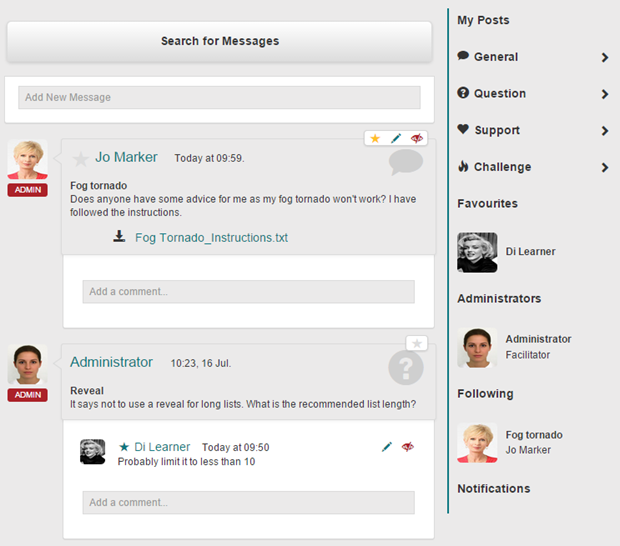 Search for Messages
Add New Message
Jo Marker Today at 09:59.
ADMIN
Fog tornado
Does anyone have some advice for me as my fog tornado won't work? I have
followed the instructions.
Fog Tornado_Instructions.txt
Add a comment...
Administrator 10:23, 16 Jul.
ADMIN
Reveal
It says not to use a reveal for long lists. What is the recommended list length?
Di Learner Today at 09:50
Probably limit it to less than 10
Add a comment...
My Posts
General
Question
Support
Challenge
Favourites
Di Learner
Administrators
Administrator
Facilitator
Following
Fog tornado
Jo Marker
Notifications